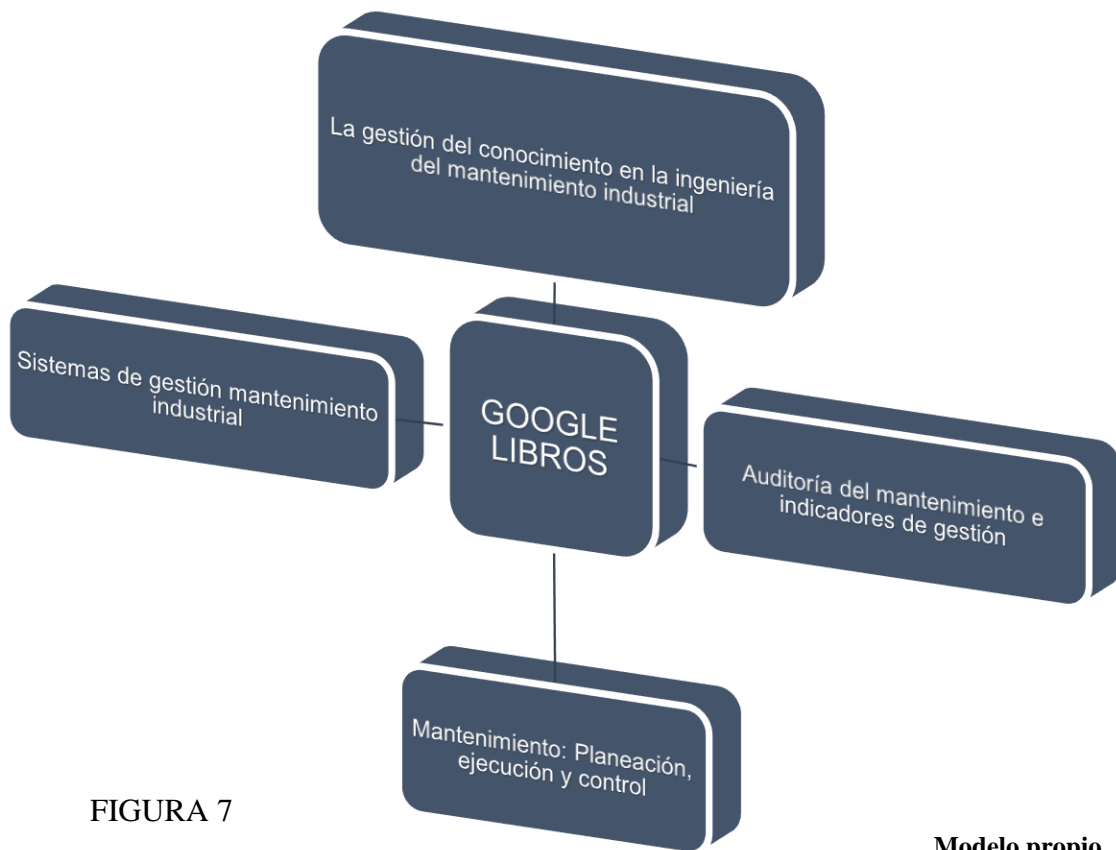 La gestión del conocimiento en la ingeniería
del mantenimiento industrial
Sistemas de gestión mantenimiento
industrial
GOOGLE
LIBROS
Auditoría del mantenimiento e
indicadores de gestión
Mantenimiento: Planeación,
ejecución y control
FIGURA 7
Modelo propio